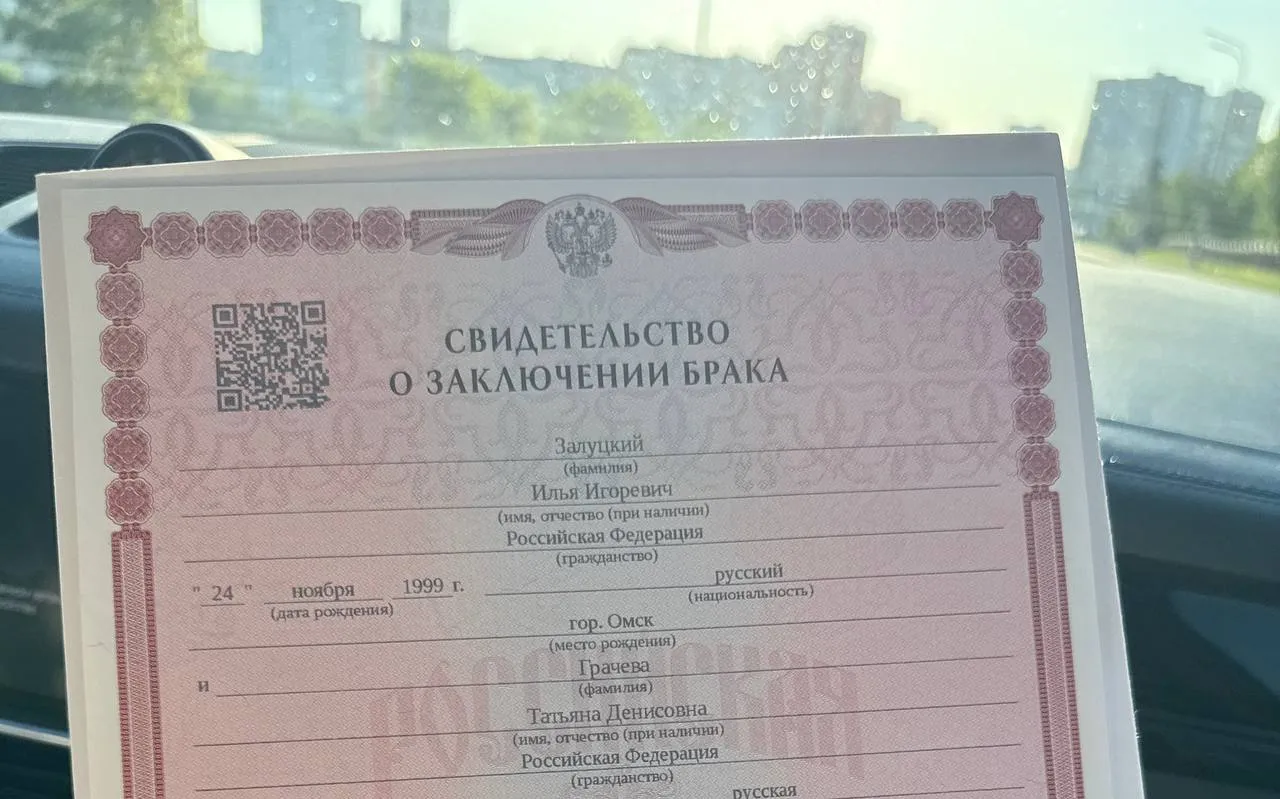 СВИДЕТЕЛЬСТВО
О ЗАКЛЮЧЕНИИ БРАКА
Залуцкий
(фамилия)
Илья Игоревич
(имя, отчество (при наличии)
Российская Федерация
(гражданство)
" 24 " ноября 1999 г. русский
(дата рождения) (национальность)
гор. Омск
(место рождения)
и Грачева
(фамилия)
Татьяна Денисовна
(имя, отчество (при наличии)
Российская Федерация
(гражданство)
русская